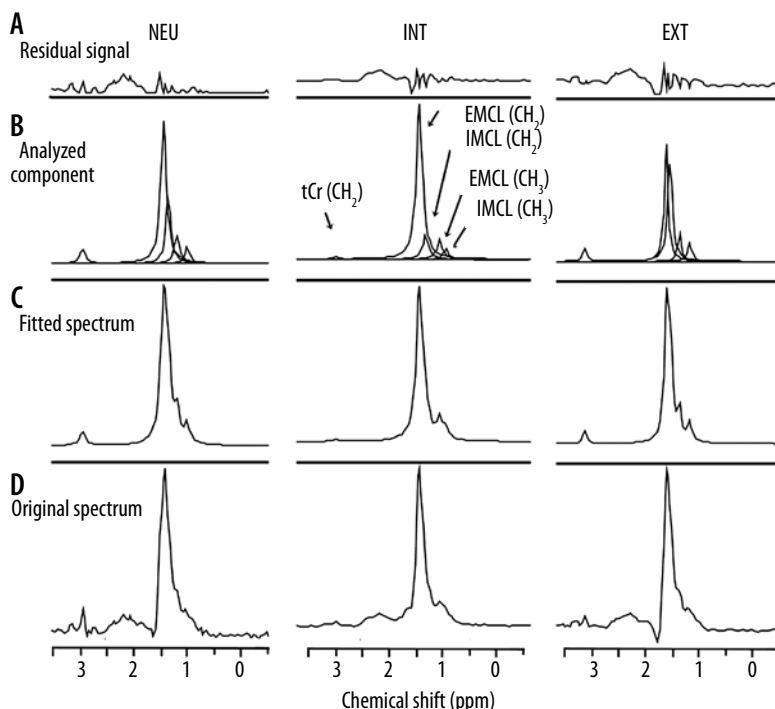 A
NEU INT EXT
Residual signal
B
Analyzed
component
EMCL (CH₂)
IMCL (CH₂)
EMCL (CH₃)
IMCL (CH₃)
tCr (CH₂)
C
Fitted spectrum
D
Original spectrum
3 2 1 0 3 2 1 0 3 2 1 0
Chemical shift (ppm)